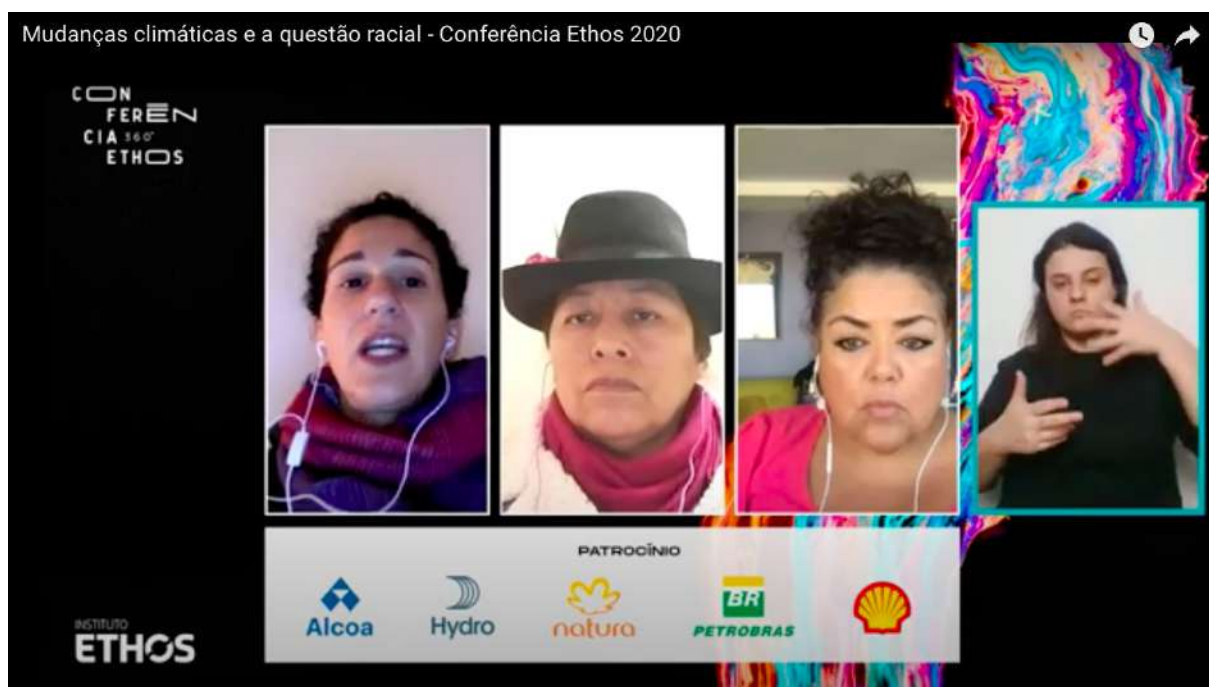 Mudanças climáticas e a questão racial - Conferência Ethos 2020
CON
FERÊN
CIA 360°
ETHOS
PATROCÍNIO
Alcoa
Hydro
natura
BR
PETROBRAS
INSTITUTO
ETHOS